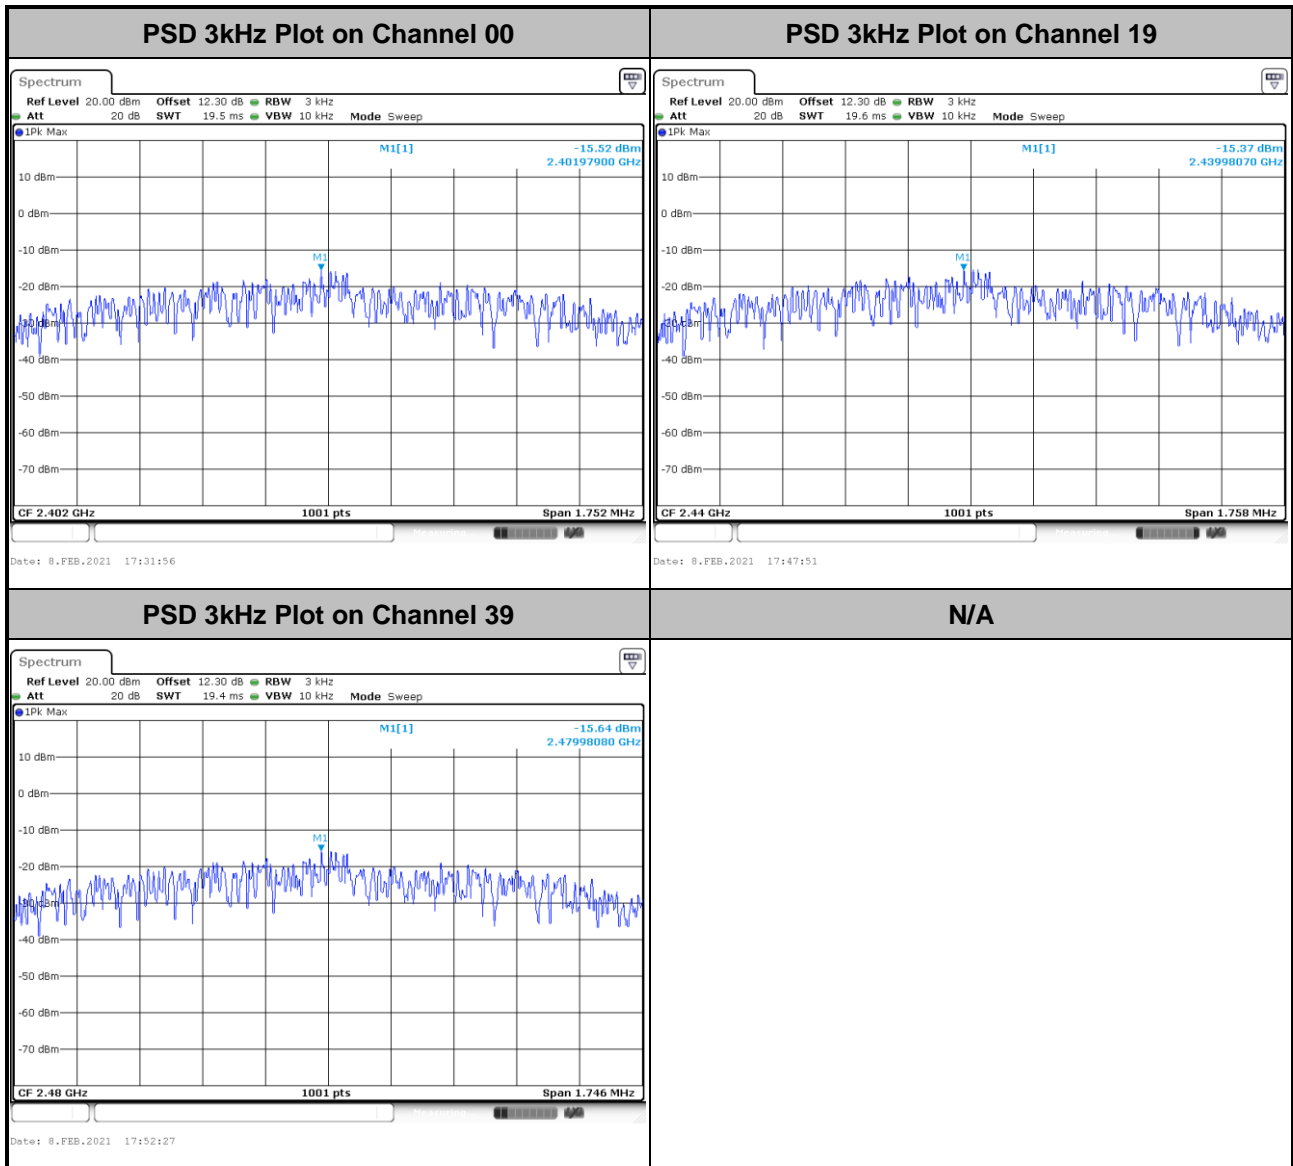 PSD 3kHz Plot on Channel 00
PSD 3kHz Plot on Channel 19
Spectrum
Ref Level 20.00 dBm Offset 12.30 dB RBW 3 kHz
Att 20 dB SWT 19.5 ms VBW 10 kHz Mode Sweep
1Pk Max
M1[1] -15.52 dBm
2.40197900 GHz
10 dBm
0 dBm
-10 dBm
M1
-20 dBm
-30 dBm
-40 dBm
-50 dBm
-60 dBm
-70 dBm
CF 2.402 GHz 1001 pts Span 1.752 MHz
Measuring...
Date: 8.FEB.2021 17:31:56
Spectrum
Ref Level 20.00 dBm Offset 12.30 dB RBW 3 kHz
Att 20 dB SWT 19.6 ms VBW 10 kHz Mode Sweep
1Pk Max
M1[1] -15.37 dBm
2.43998070 GHz
10 dBm
0 dBm
-10 dBm
M1
-20 dBm
-30 dBm
-40 dBm
-50 dBm
-60 dBm
-70 dBm
CF 2.44 GHz 1001 pts Span 1.758 MHz
Measuring...
Date: 8.FEB.2021 17:47:51
PSD 3kHz Plot on Channel 39
N/A
Spectrum
Ref Level 20.00 dBm Offset 12.30 dB RBW 3 kHz
Att 20 dB SWT 19.4 ms VBW 10 kHz Mode Sweep
1Pk Max
M1[1] -15.64 dBm
2.47998080 GHz
10 dBm
0 dBm
-10 dBm
M1
-20 dBm
-30 dBm
-40 dBm
-50 dBm
-60 dBm
-70 dBm
CF 2.48 GHz 1001 pts Span 1.746 MHz
Measuring...
Date: 8.FEB.2021 17:52:27